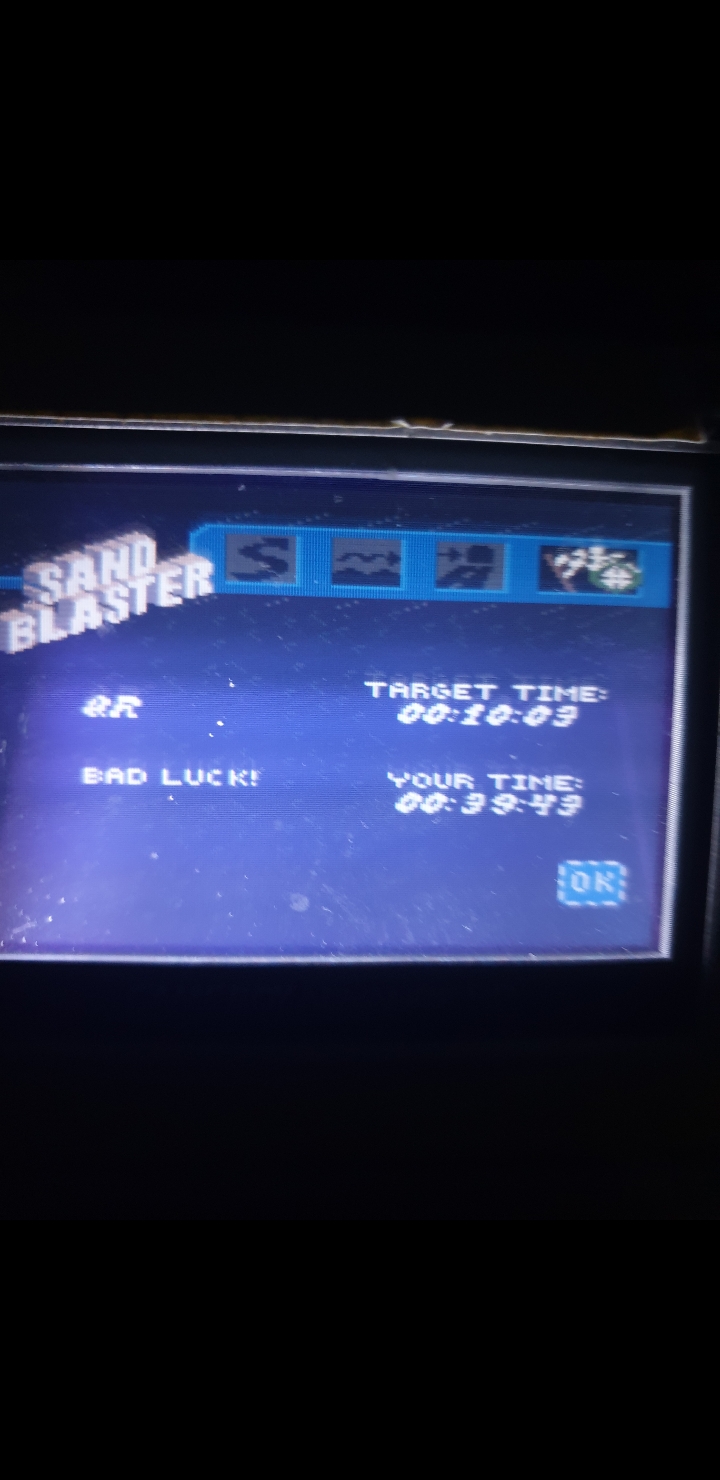 SAND
BLASTER
TARGET TIME:
00:10:03
BAD LUCK!
YOUR TIME:
00:39:43
OK